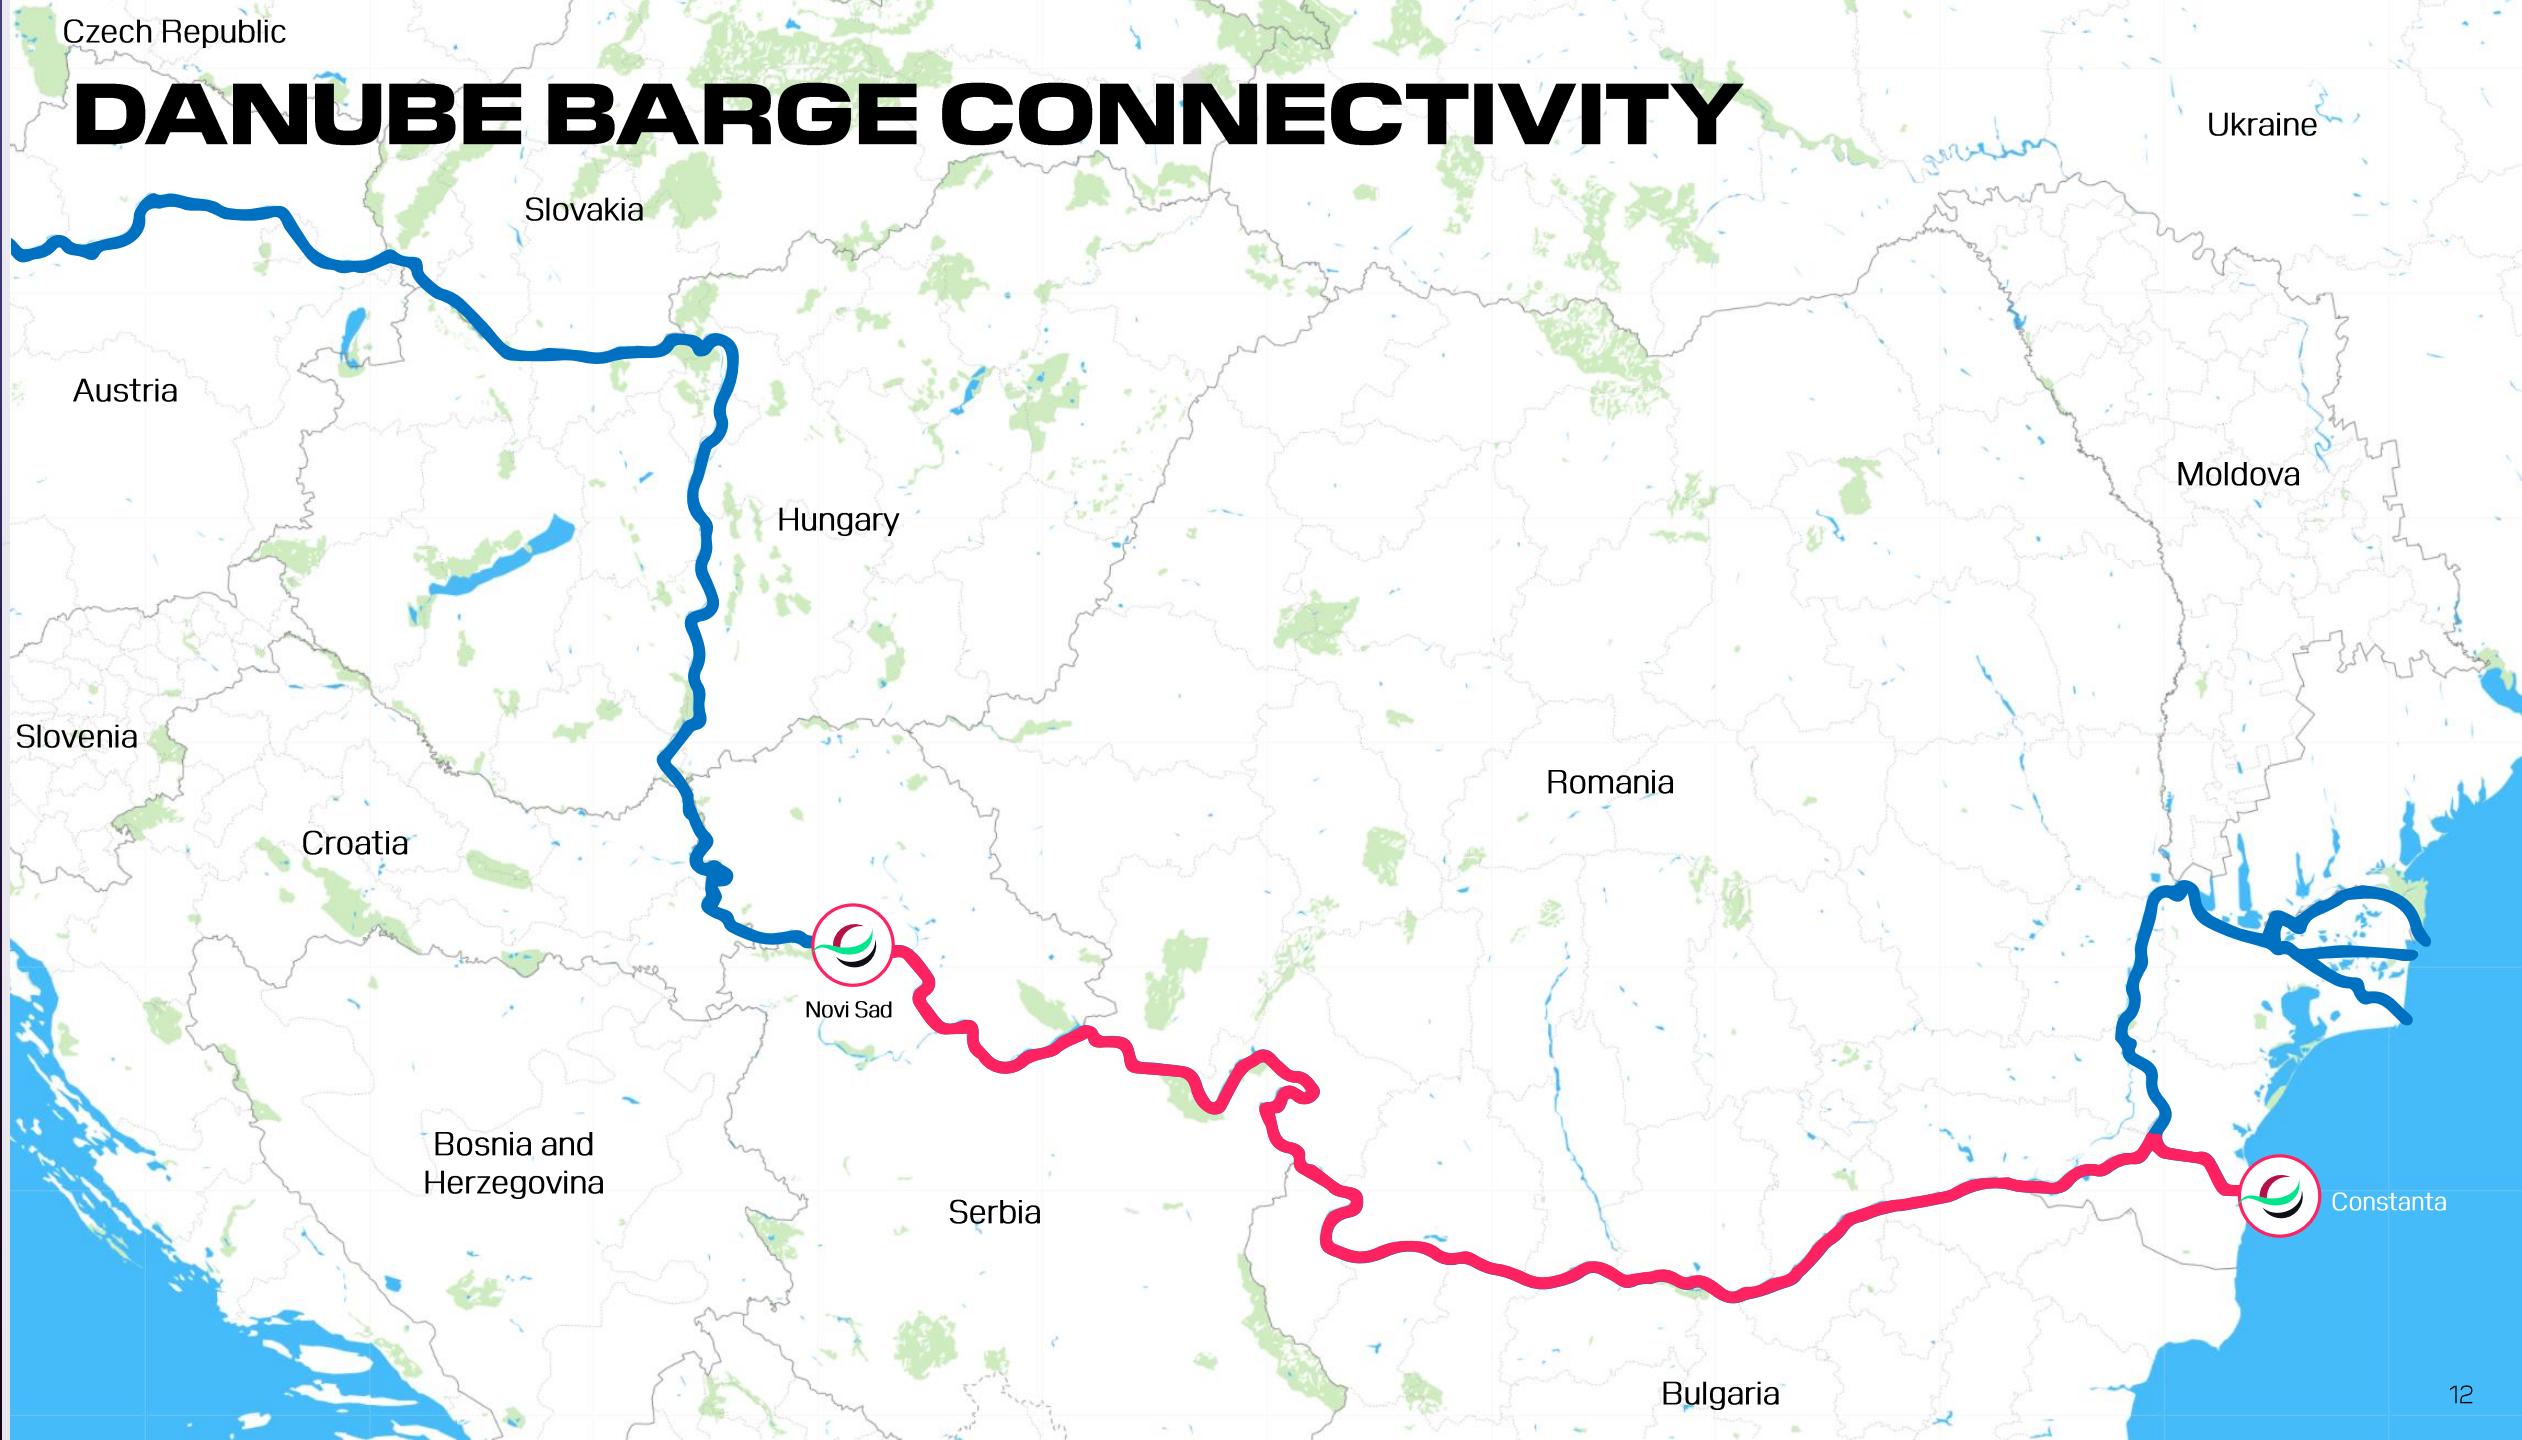 Czech Republic
DANUBE BARGE CONNECTIVITY
Ukraine
Slovakia
Austria
Moldova
Hungary
Slovenia
Romania
Croatia
Novi Sad
Bosnia and
Herzegovina
Serbia
Constanta
Bulgaria
12